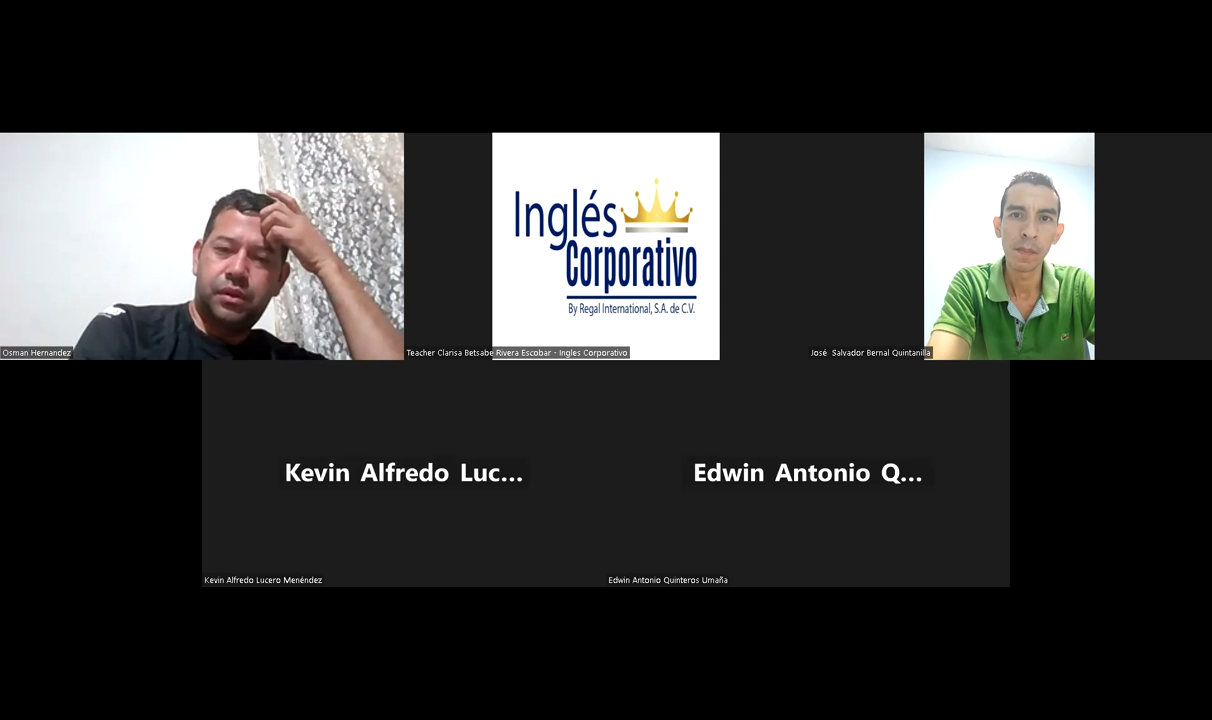 Inglés
Corporativo
By Regal International, S.A. de C.V.
Osman Hernandez
Teacher Clarisa Betsabe Rivera Escobar - Ingles Corporativo
José Salvador Bernal Quintanilla
Kevin Alfredo Luc...
Edwin Antonio Q...
Kevin Alfredo Lucero Menéndez
Edwin Antonio Quinteros Umaña